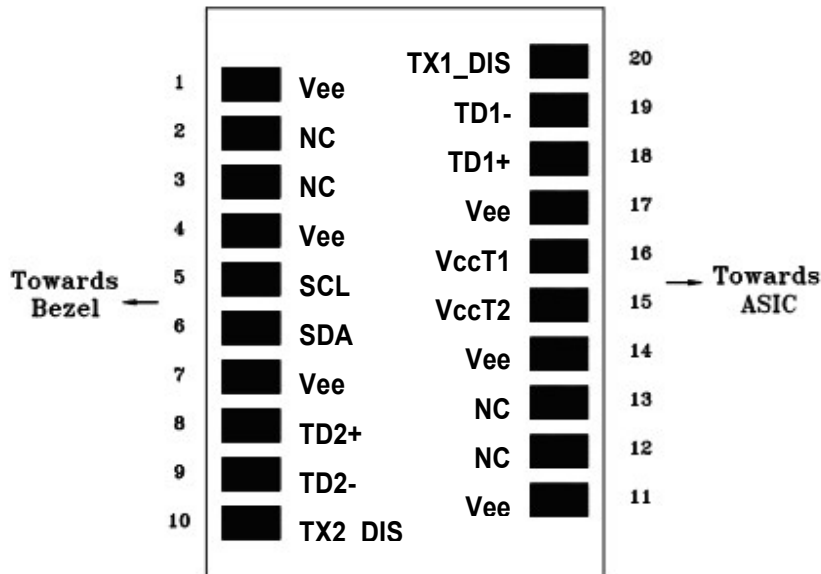 1 Vee
2 NC
3 NC
4 Vee
5 SCL
6 SDA
7 Vee
8 TD2+
9 TD2-
10 TX2_DIS
Towards
Bezel
TX1_DIS 20
TD1- 19
TD1+ 18
Vee 17
VccT1 16
VccT2 15
Vee 14
NC 13
NC 12
Vee 11
Towards
ASIC